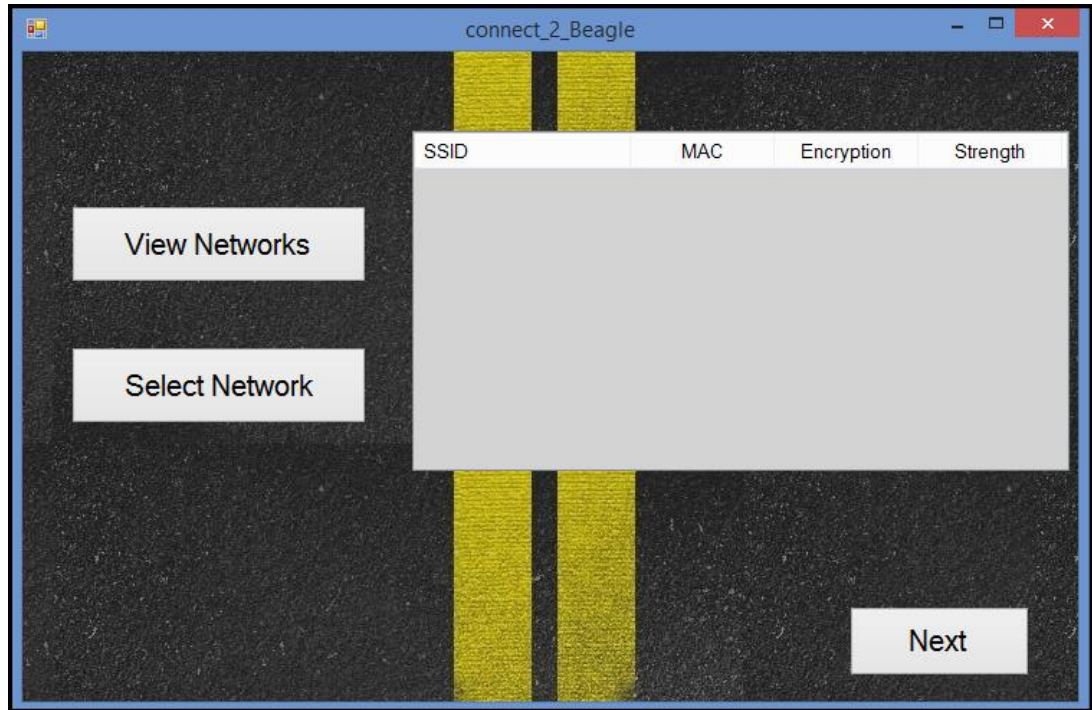 connect_2_Beagle
SSID MAC Encryption Strength
View Networks
Select Network
Next